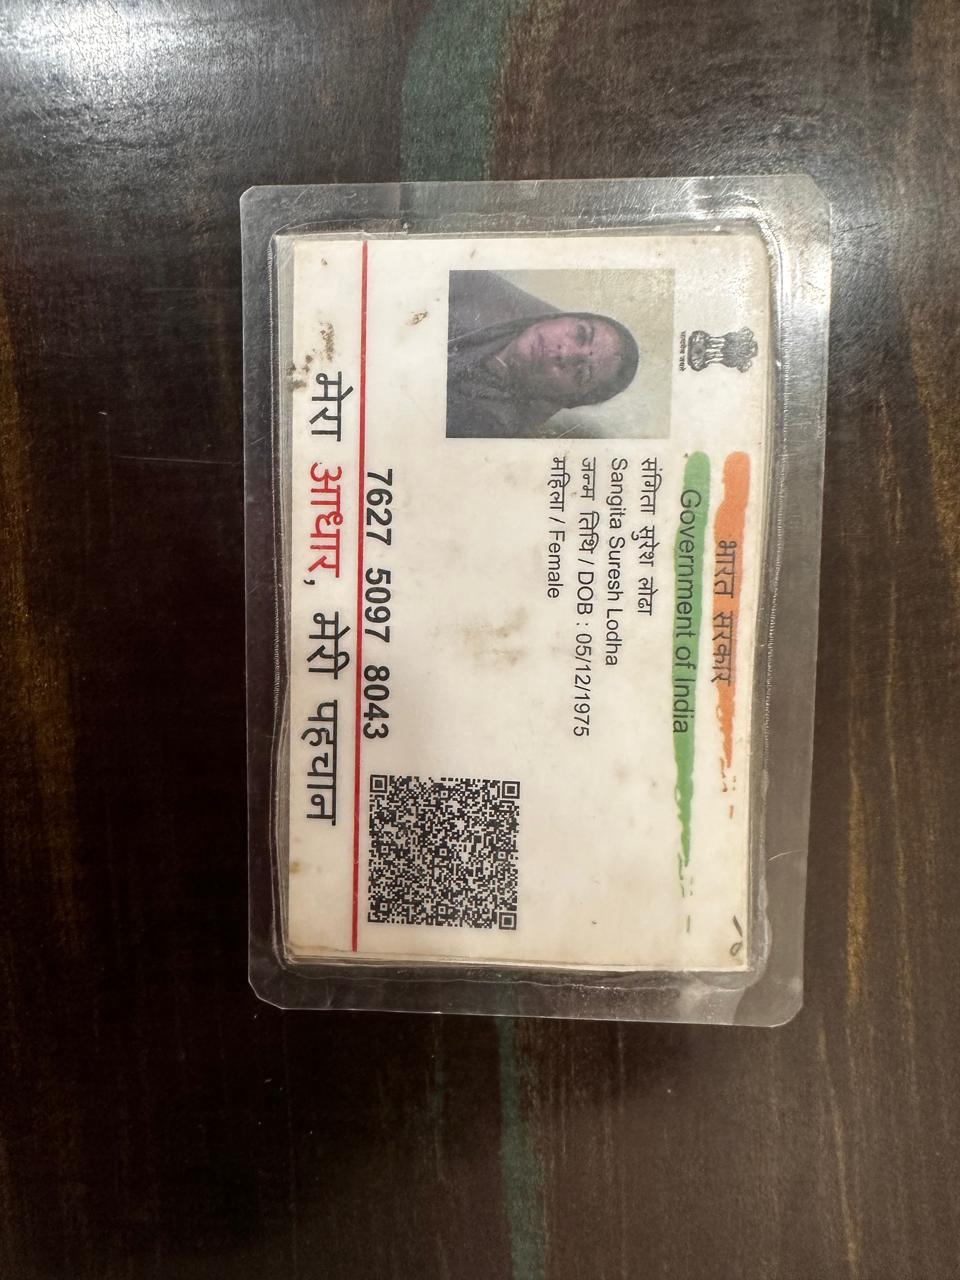 सत्यमेव जयते
भारत सरकार
Government of India
संगिता सुरेश लोढा
Sangita Suresh Lodha
जन्म तिथि / DOB : 05/12/1975
महिला / Female
7627 5097 8043
मेरा आधार, मेरी पहचान